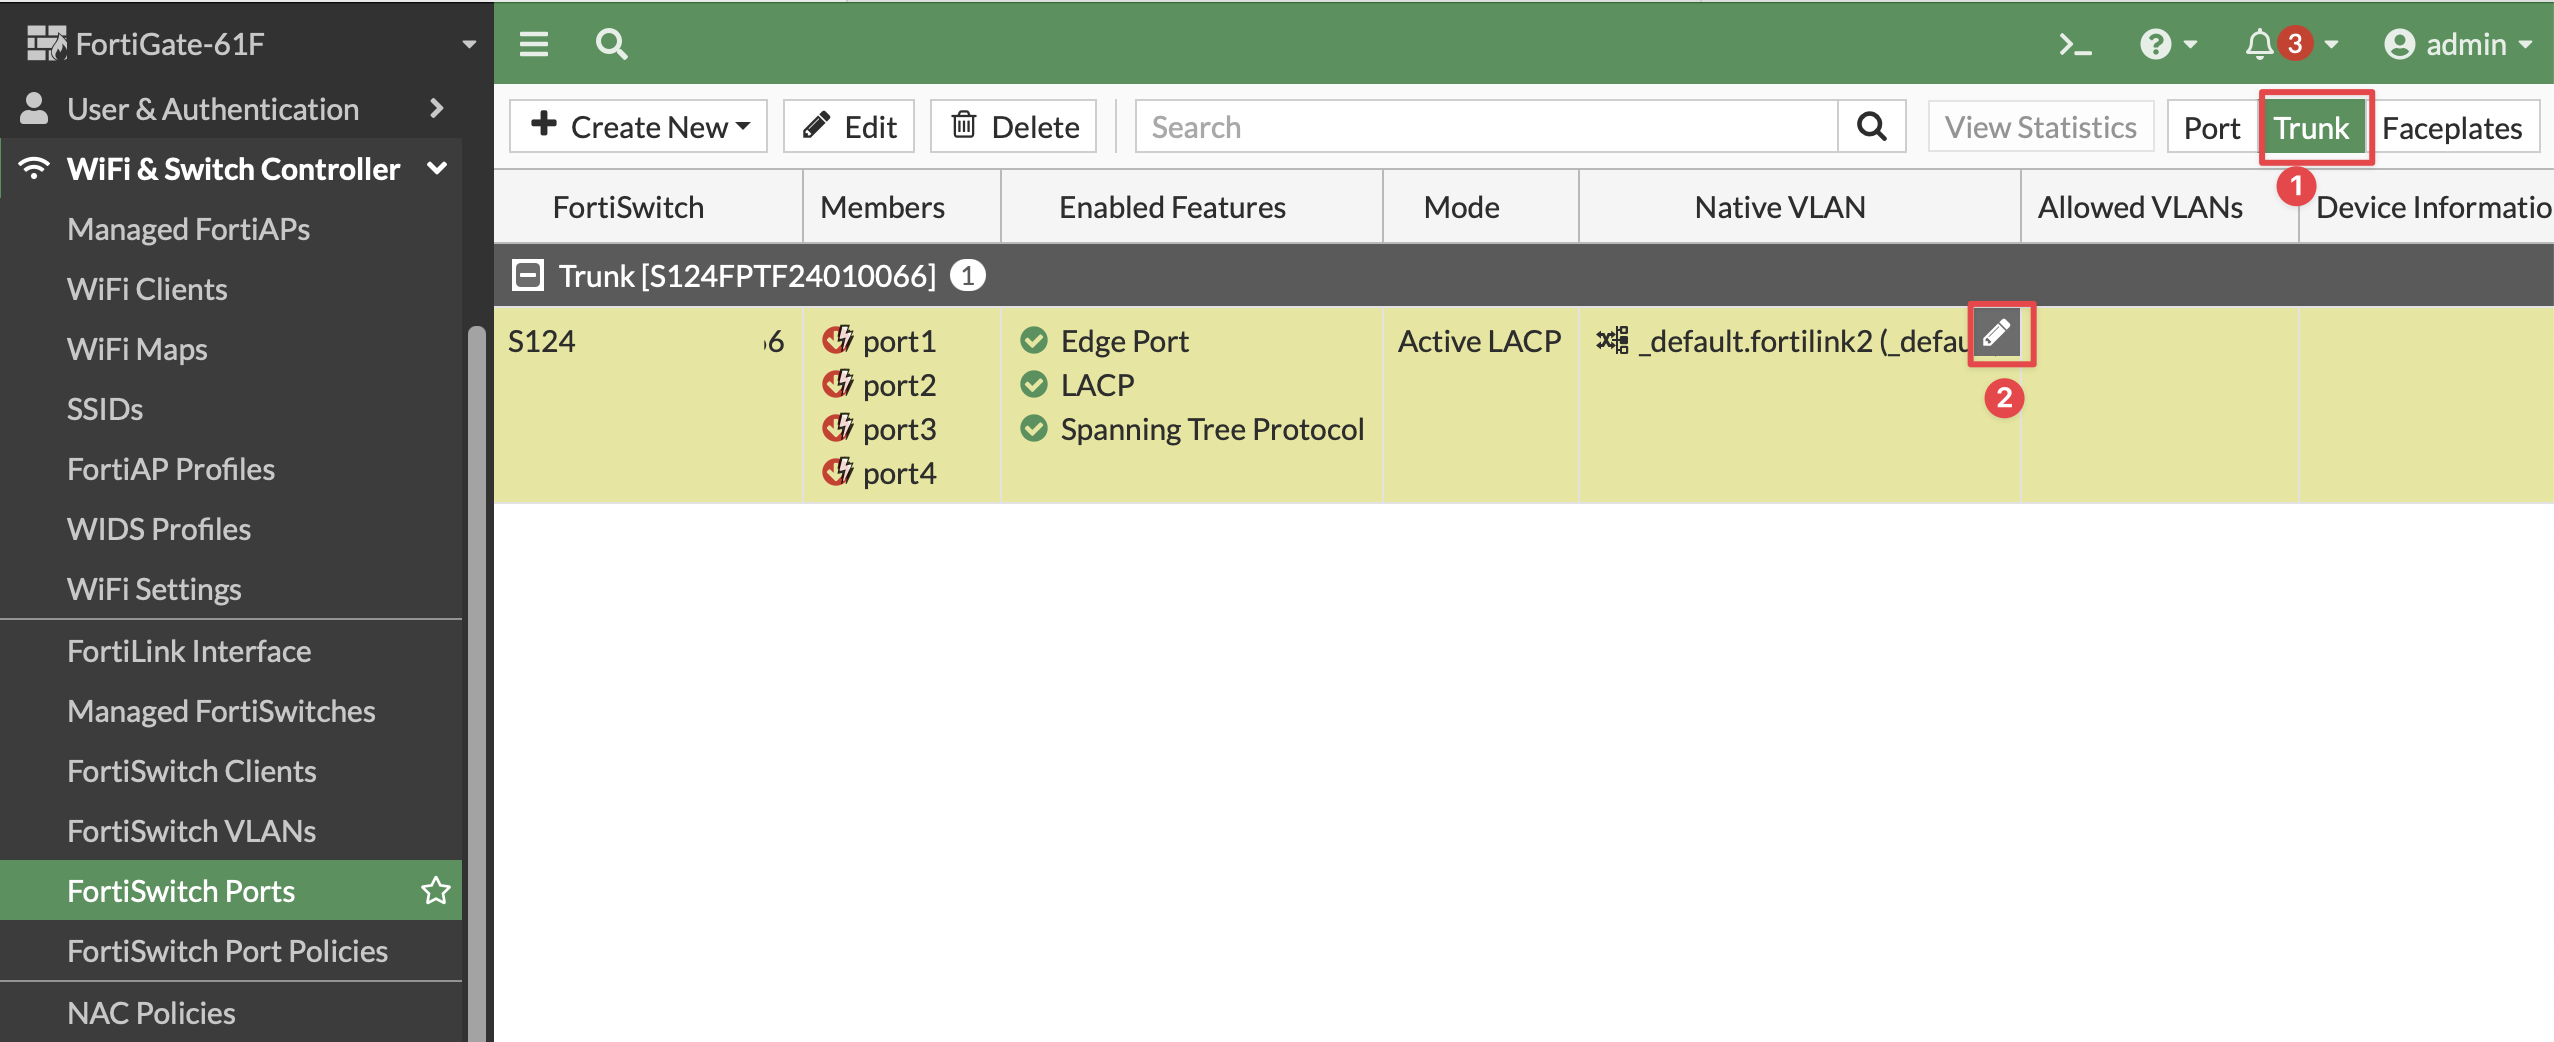 FortiGate-61F
3
admin
User & Authentication
WiFi & Switch Controller
Managed FortiAPs
WiFi Clients
WiFi Maps
SSIDs
FortiAP Profiles
WIDS Profiles
WiFi Settings
FortiLink Interface
Managed FortiSwitches
FortiSwitch Clients
FortiSwitch VLANs
FortiSwitch Ports
FortiSwitch Port Policies
NAC Policies
Create New Edit Delete Search View Statistics Port Trunk Faceplates
1
FortiSwitch Members Enabled Features Mode Native VLAN Allowed VLANs Device Informatio
Trunk [S124FPTF24010066] 1
S124 6 port1 Edge Port Active LACP _default.fortilink2 (_defau
port2 LACP
2
port3 Spanning Tree Protocol
port4